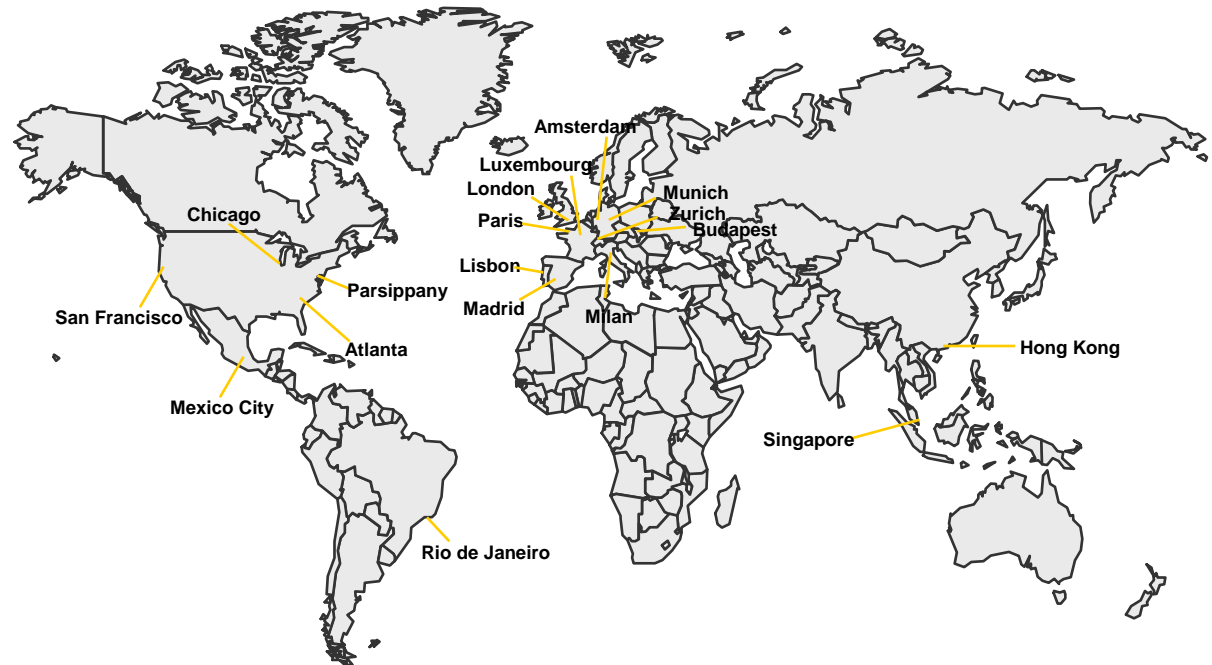 Amsterdam
Luxembourg
London
Munich
Chicago
Zurich
Paris
Budapest
Lisbon
Parsippany
Madrid
San Francisco
Milan
Atlanta
Hong Kong
Mexico City
Singapore
Rio de Janeiro